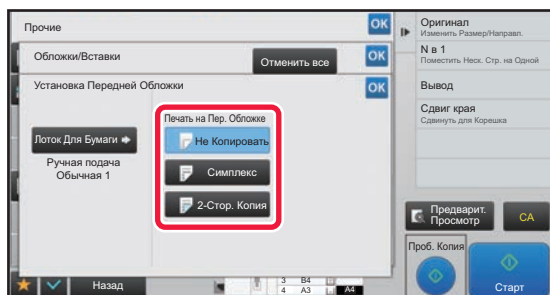 Прочие
OK
Обложки/Вставки
Отменить все
OK
Установка Передней Обложки
OK
Печать на Пер. Обложке
Лоток Для Бумаги
Ручная подача
Обычная 1
Не Копировать
Симплекс
2-Стор. Копия
Назад
3 B4
4 A3
A4
Оригинал
Изменить Размер/Направл.
N в 1
Поместить Неск. Стр. на Одной
Вывод
Сдвиг края
Сдвинуть для Корешка
Предварит.
Просмотр
CA
Проб. Копия
Старт